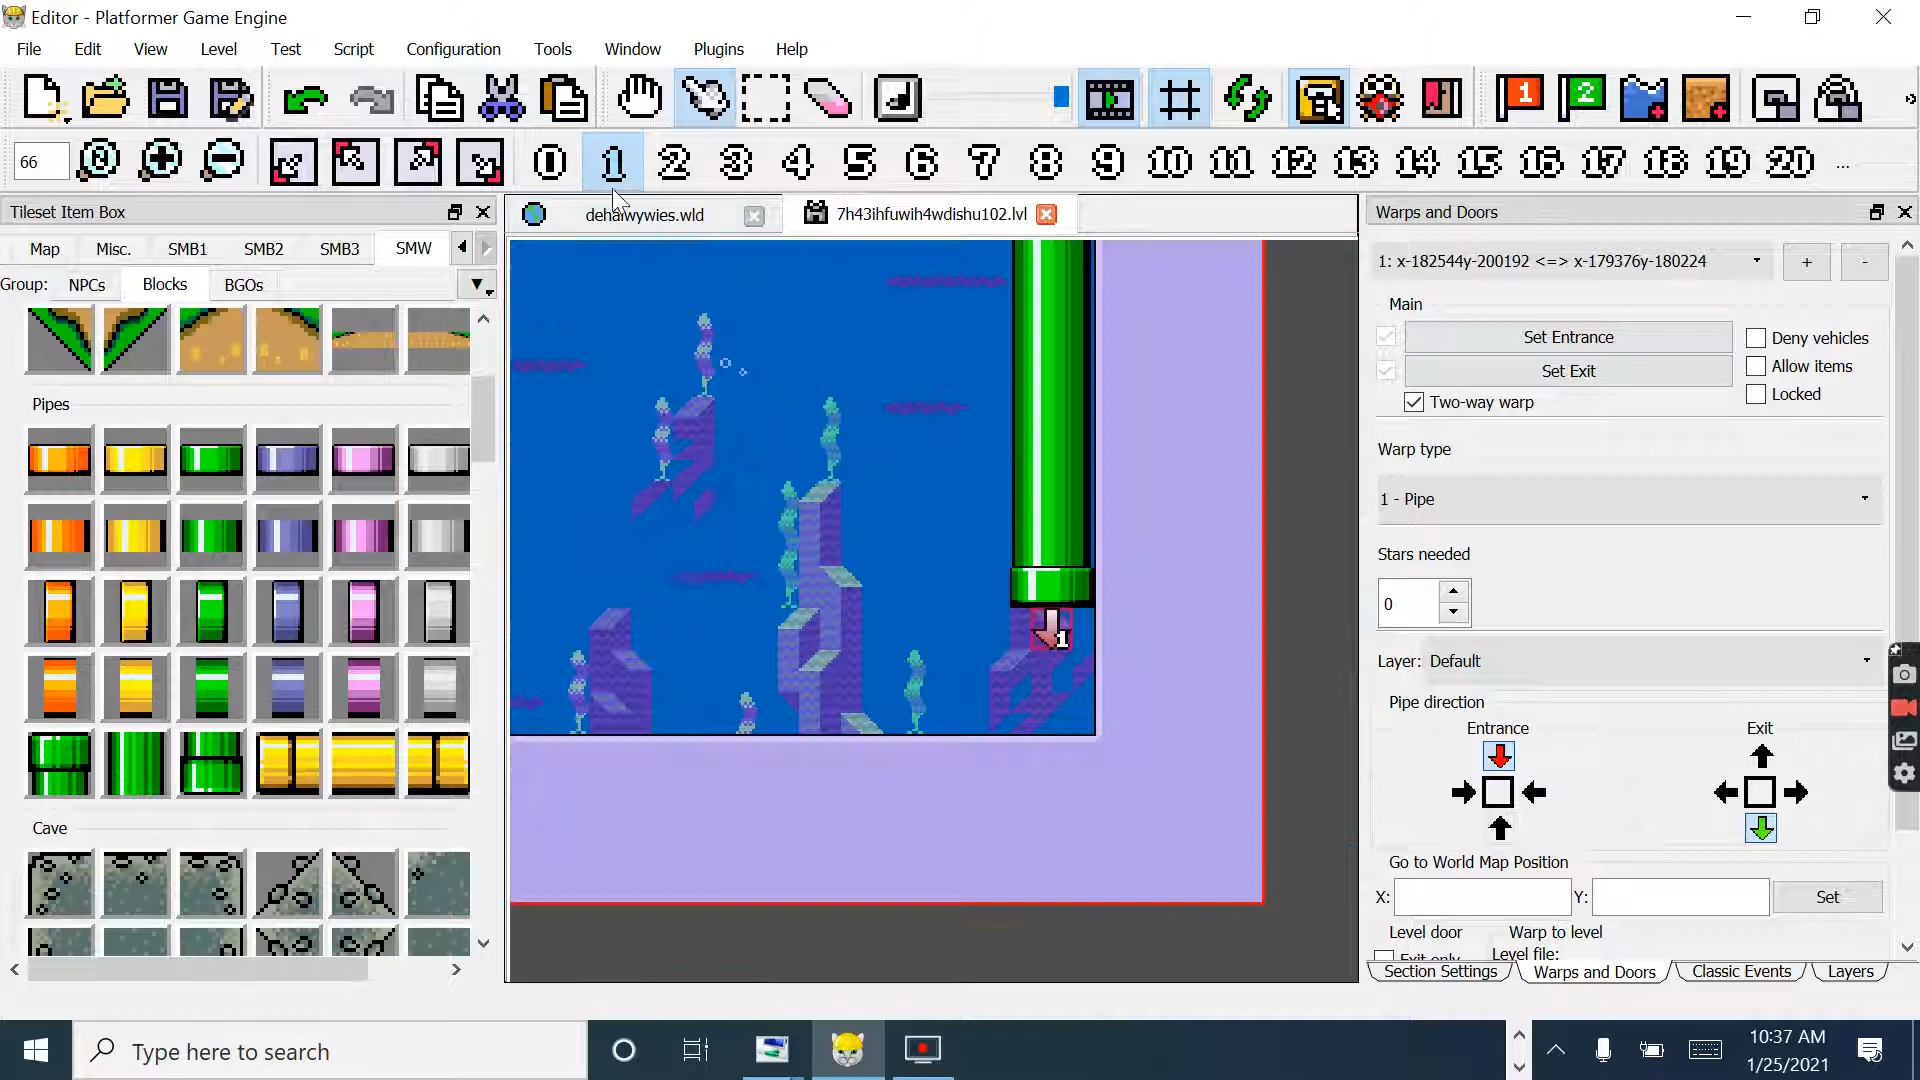 Editor - Platformer Game Engine
File Edit View Level Test Script Configuration Tools Window Plugins Help
1 2
66 0 1 2 3 4 5 6 7 8 9 10 11 12 13 14 15 16 17 18 19 20 ...
Tileset Item Box
dehaiwywies.wld
7h43ihfuwih4wdishu102.lvl
Warps and Doors
Map Misc. SMB1 SMB2 SMB3 SMW
Group: NPCs Blocks BGOs
1: x-182544y-200192 <=> x-179376y-180224
+ -
Main
Set Entrance
Set Exit
Two-way warp
Deny vehicles
Allow items
Locked
Pipes
Warp type
1 - Pipe
Stars needed
0
1
Layer: Default
Pipe direction
Entrance Exit
Cave
Go to World Map Position
X: Y: Set
Level door Warp to level
Exit only Level file:
Section Settings Warps and Doors Classic Events Layers
Type here to search
10:37 AM
1/25/2021